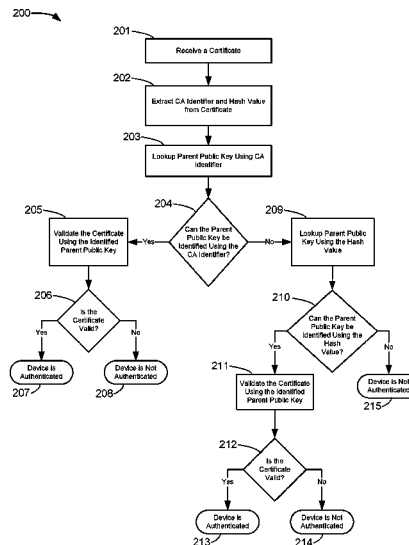 200
201
Receive a Certificate
202
Extract CA Identifier and Hash Value
from Certificate
203
Lookup Parent Public Key Using CA
Identifier
204
Can the Parent
Public Key be
Identified Using the
CA Identifier?
Yes
No
205
Validate the Certificate
Using the Identified
Parent Public Key
209
Lookup Parent Public
Key Using the Hash
Value
206
Is the
Certificate
Valid?
Yes
No
210
Can the Parent
Public Key be
Identified Using the
Hash
Value?
Yes
No
Device is
Authenticated
207
Device is Not
Authenticated
208
211
Validate the Certificate
Using the Identified
Parent Public Key
Device is Not
Authenticated
215
212
Is the
Certificate
Valid?
Yes
No
Device is
Authenticated
213
Device is Not
Authenticated
214